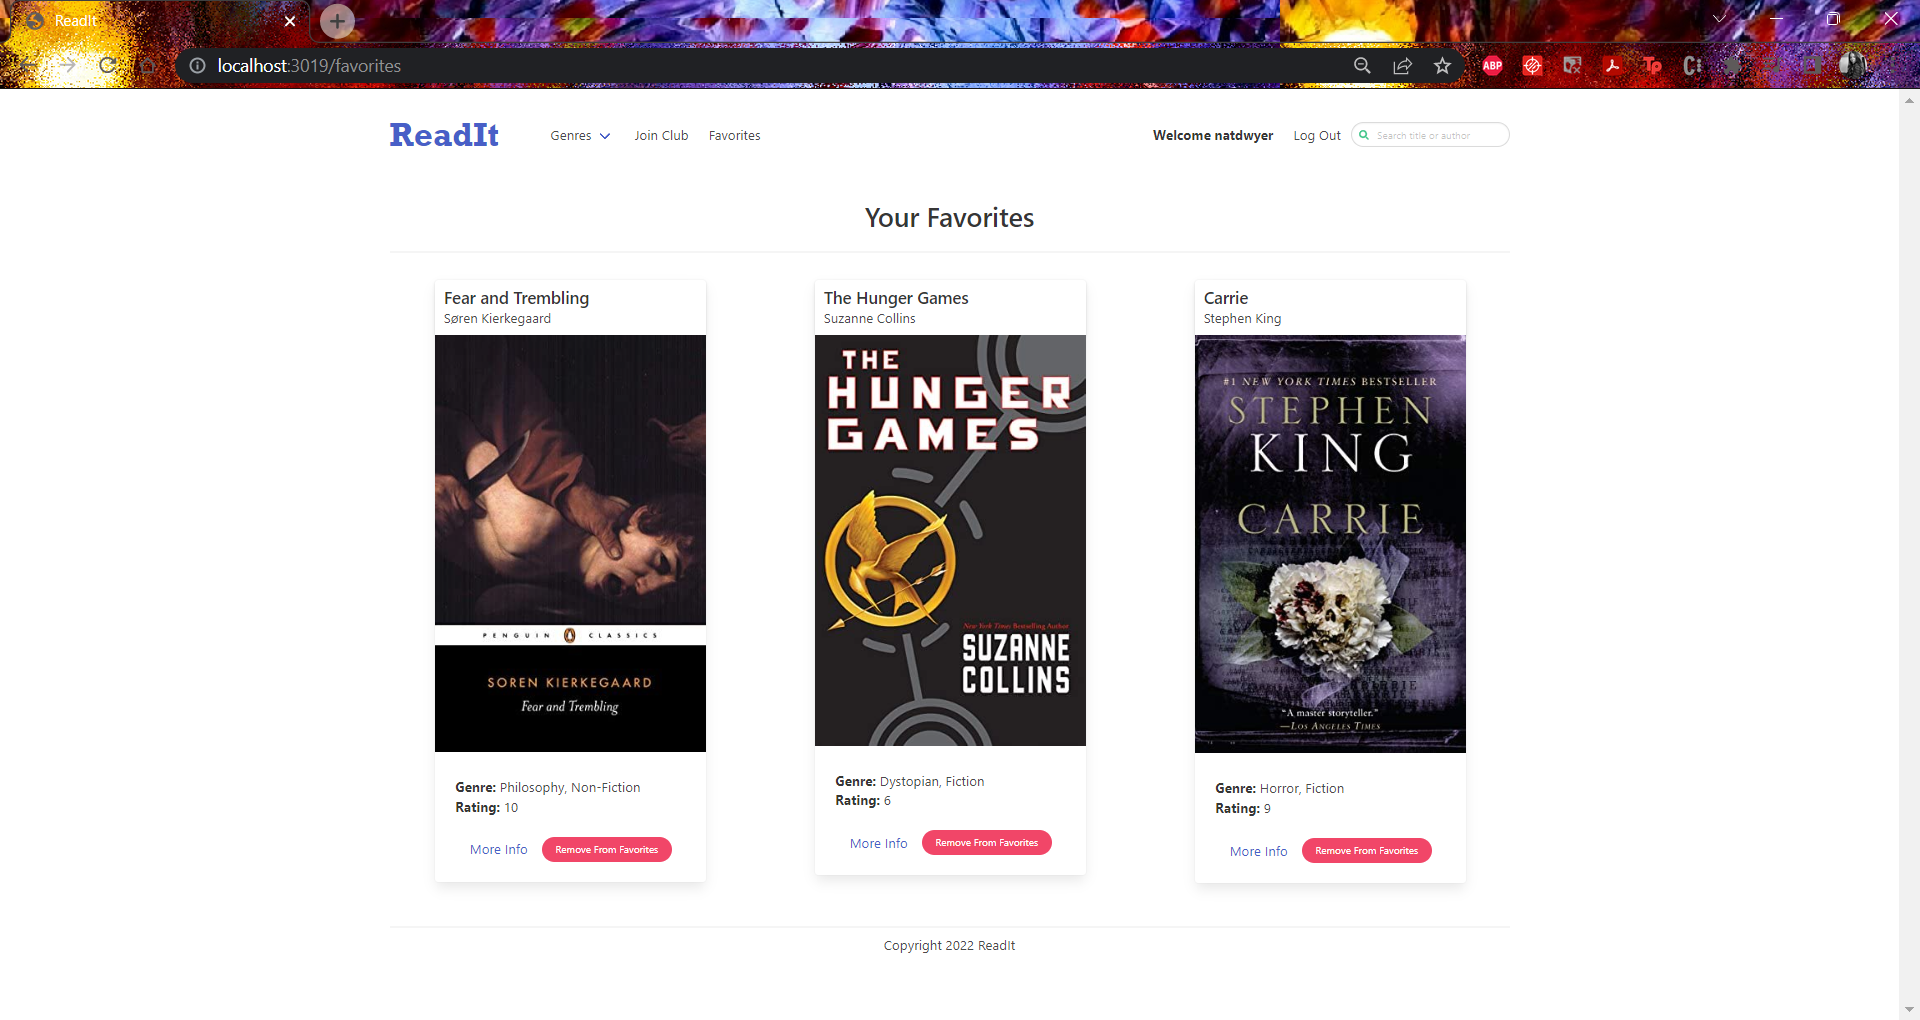 ReadIt
localhost:3019/favorites
ABP
Tp
ReadIt
Genres
Join Club
Favorites
Welcome natdwyer
Log Out
Search title or author
Your Favorites
Fear and Trembling
Søren Kierkegaard
PENGUIN CLASSICS
SOREN KIERKEGAARD
Fear and Trembling
Genre: Philosophy, Non-Fiction
Rating: 10
More Info
Remove From Favorites
The Hunger Games
Suzanne Collins
THE
HUNGER
GAMES
New York Times Bestselling Author
SUZANNE
COLLINS
Genre: Dystopian, Fiction
Rating: 6
More Info
Remove From Favorites
Carrie
Stephen King
#1 NEW YORK TIMES BESTSELLER
STEPHEN
KING
CARRIE
"A master storyteller."
—LOS ANGELES TIMES
Genre: Horror, Fiction
Rating: 9
More Info
Remove From Favorites
Copyright 2022 ReadIt